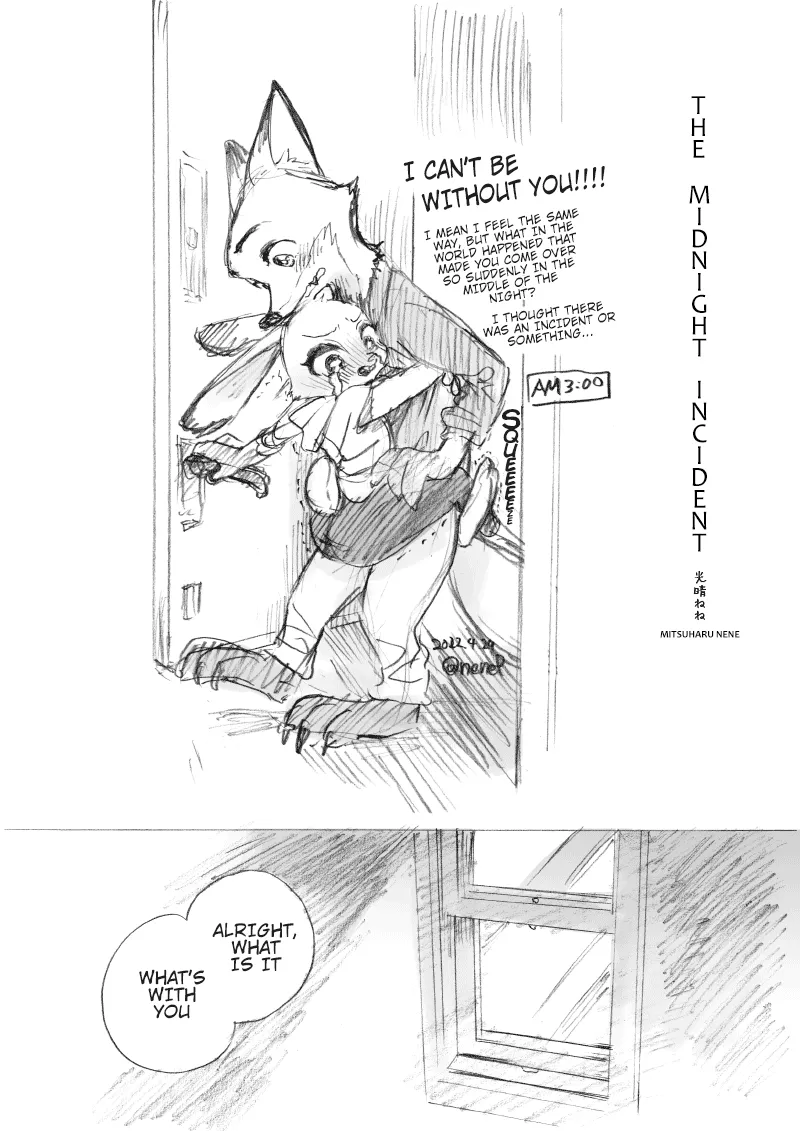 THE MIDNIGHT INCIDENT
光晴ねね
MITSUHARU NENE
I CAN'T BE
WITHOUT YOU!!!!
I MEAN I FEEL THE SAME
WAY, BUT WHAT IN THE
WORLD HAPPENED THAT
MADE YOU COME OVER
SO SUDDENLY IN THE
MIDDLE OF THE
NIGHT?
I THOUGHT THERE
WAS AN INCIDENT OR
SOMETHING...
AM3:00
SQUEEEEEZE
2022.4.24
@nenep
ALRIGHT,
WHAT
IS IT
WHAT'S
WITH
YOU